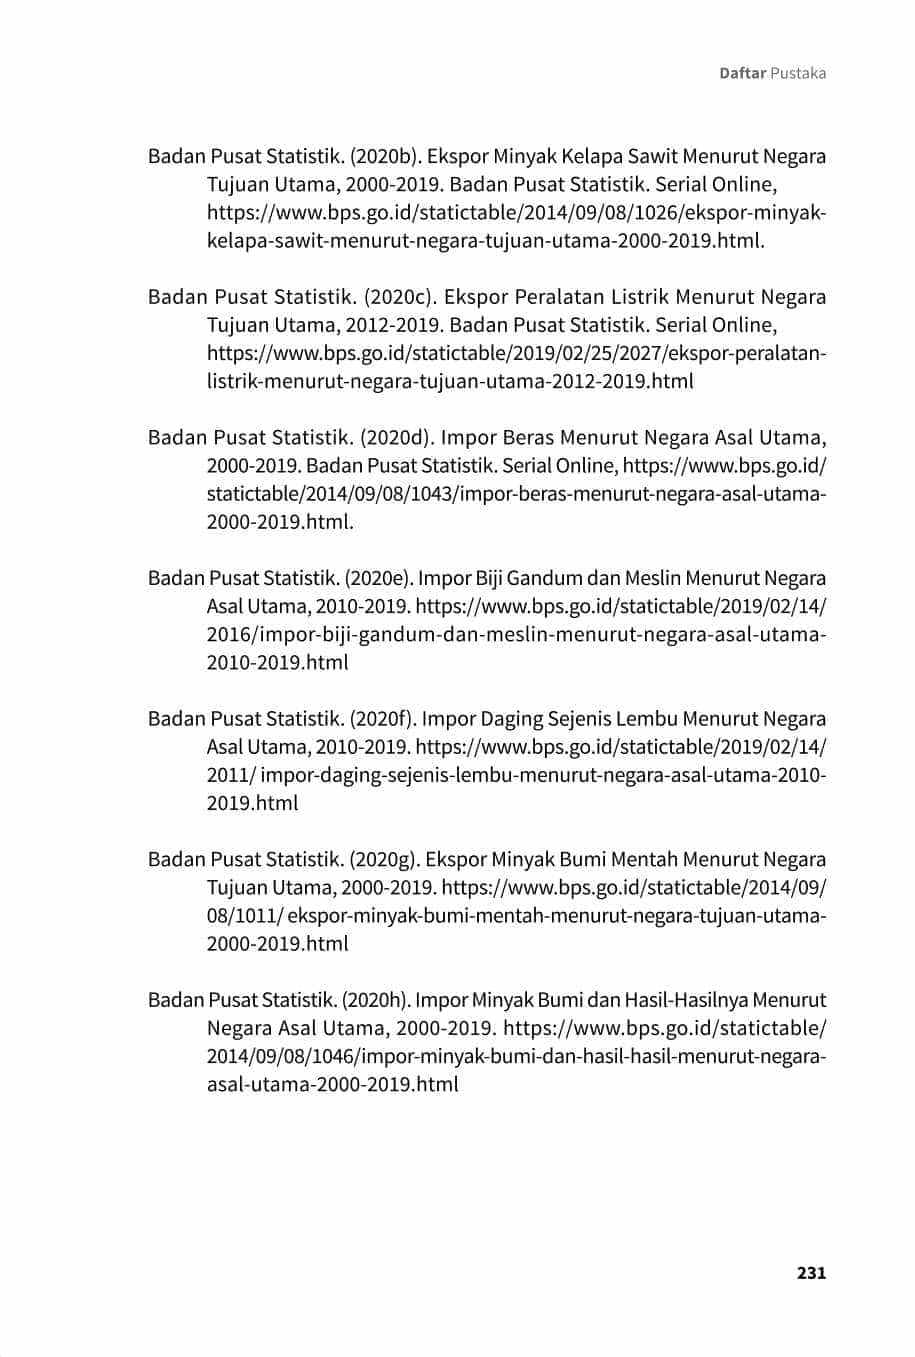 Daftar Pustaka
Badan Pusat Statistik. (2020b). Ekspor Minyak Kelapa Sawit Menurut Negara
Tujuan Utama, 2000-2019. Badan Pusat Statistik. Serial Online,
https://www.bps.go.id/statictable/2014/09/08/1026/ekspor-minyak-
kelapa-sawit-menurut-negara-tujuan-utama-2000-2019.html.
Badan Pusat Statistik. (2020c). Ekspor Peralatan Listrik Menurut Negara
Tujuan Utama, 2012-2019. Badan Pusat Statistik. Serial Online,
https://www.bps.go.id/statictable/2019/02/25/2027/ekspor-peralatan-
listrik-menurut-negara-tujuan-utama-2012-2019.html
Badan Pusat Statistik. (2020d). Impor Beras Menurut Negara Asal Utama,
2000-2019. Badan Pusat Statistik. Serial Online, https://www.bps.go.id/
statictable/2014/09/08/1043/impor-beras-menurut-negara-asal-utama-
2000-2019.html.
Badan Pusat Statistik. (2020e). Impor Biji Gandum dan Meslin Menurut Negara
Asal Utama, 2010-2019. https://www.bps.go.id/statictable/2019/02/14/
2016/impor-biji-gandum-dan-meslin-menurut-negara-asal-utama-
2010-2019.html
Badan Pusat Statistik. (2020f). Impor Daging Sejenis Lembu Menurut Negara
Asal Utama, 2010-2019. https://www.bps.go.id/statictable/2019/02/14/
2011/ impor-daging-sejenis-lembu-menurut-negara-asal-utama-2010-
2019.html
Badan Pusat Statistik. (2020g). Ekspor Minyak Bumi Mentah Menurut Negara
Tujuan Utama, 2000-2019. https://www.bps.go.id/statictable/2014/09/
08/1011/ ekspor-minyak-bumi-mentah-menurut-negara-tujuan-utama-
2000-2019.html
Badan Pusat Statistik. (2020h). Impor Minyak Bumi dan Hasil-Hasilnya Menurut
Negara Asal Utama, 2000-2019. https://www.bps.go.id/statictable/
2014/09/08/1046/impor-minyak-bumi-dan-hasil-hasil-menurut-negara-
asal-utama-2000-2019.html
231